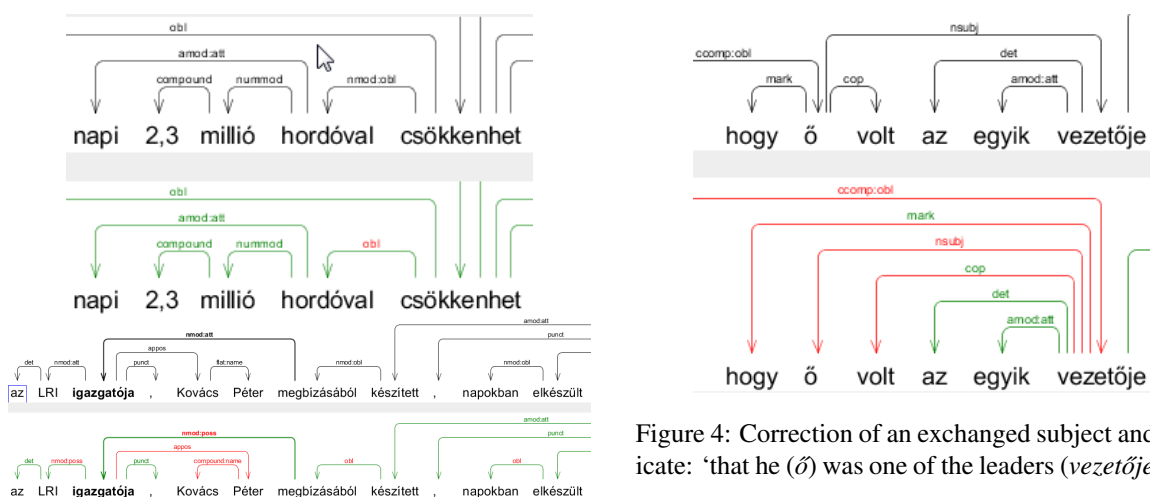 obl
amod:att
compound nummod nmod:obl
napi 2,3 millió hordóval csökkenhet
obl
amod:att
compound nummod obl
napi 2,3 millió hordóval csökkenhet
amod:att
nmod:att punct
appos
det nmod:att punct flat:name nmod:obl nmod:obl
az LRI igazgatója , Kovács Péter megbízásából készített , napokban elkészült
amod:att
nmod:poss punct
appos
det nmod:poss punct compound:name obl obl
az LRI igazgatója , Kovács Péter megbízásából készített , napokban elkészült
nsubj
ccomp:obl det
mark cop amod:att
hogy ő volt az egyik vezetője
ccomp:obl
mark
nsubj
cop
det
amod:att
hogy ő volt az egyik vezetője
Figure 4: Correction of an exchanged subject and
icate: ‘that he (ő) was one of the leaders (vezetője